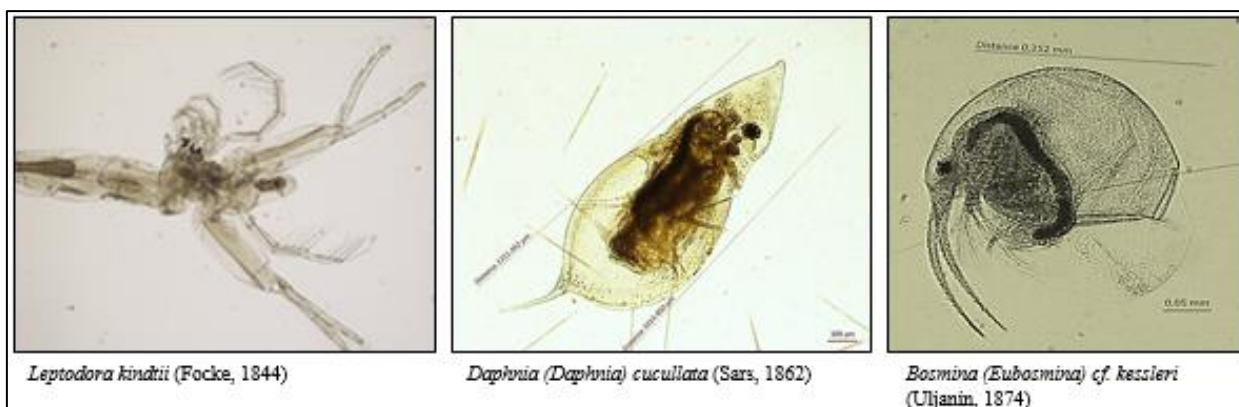 Distance 0.352 mm
0.05 mm
Leptodora kindtii (Focke, 1844)
Daphnia (Daphnia) cucullata (Sars, 1862)
Bosmina (Eubosmina) cf. kessleri
(Uljanin, 1874)